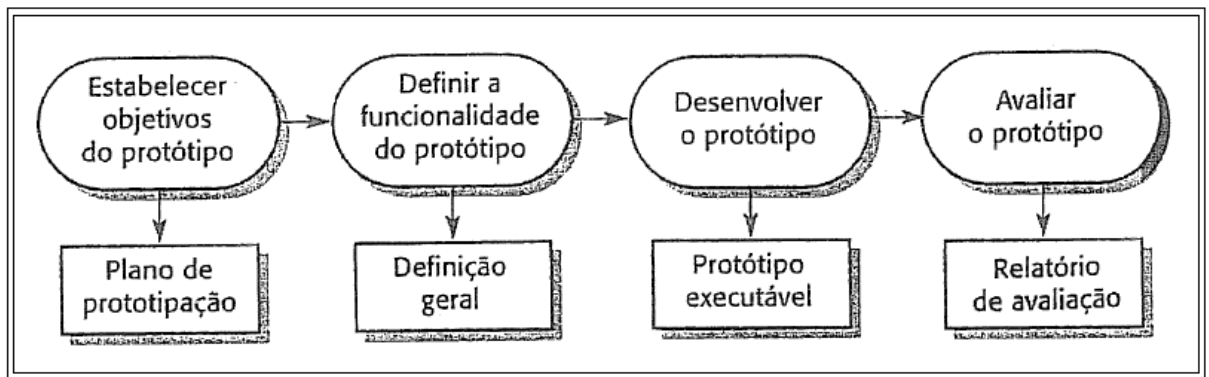 Estabelecer
objetivos
do protótipo
Definir a
funcionalidade
do protótipo
Desenvolver
o protótipo
Avaliar
o protótipo
Plano de
prototipação
Definição
geral
Protótipo
executável
Relatório
de avaliação